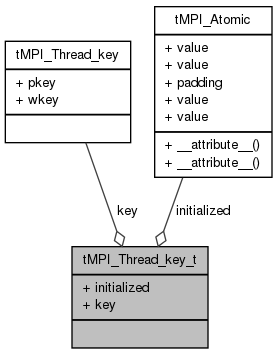 tMPI_Thread_key
+ pkey
+ wkey
tMPI_Atomic
+ value
+ value
+ padding
+ value
+ value
+ __attribute__()
+ __attribute__()
key
initialized
tMPI_Thread_key_t
+ initialized
+ key